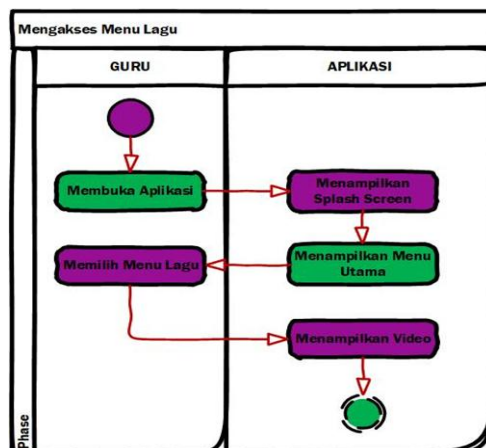 Mengakses Menu Lagu
GURU
APLIKASI
Membuka Aplikasi
Menampilkan
Splash Screen
Menampilkan Menu
Utama
Memilih Menu Lagu
Menampilkan Video
Phase